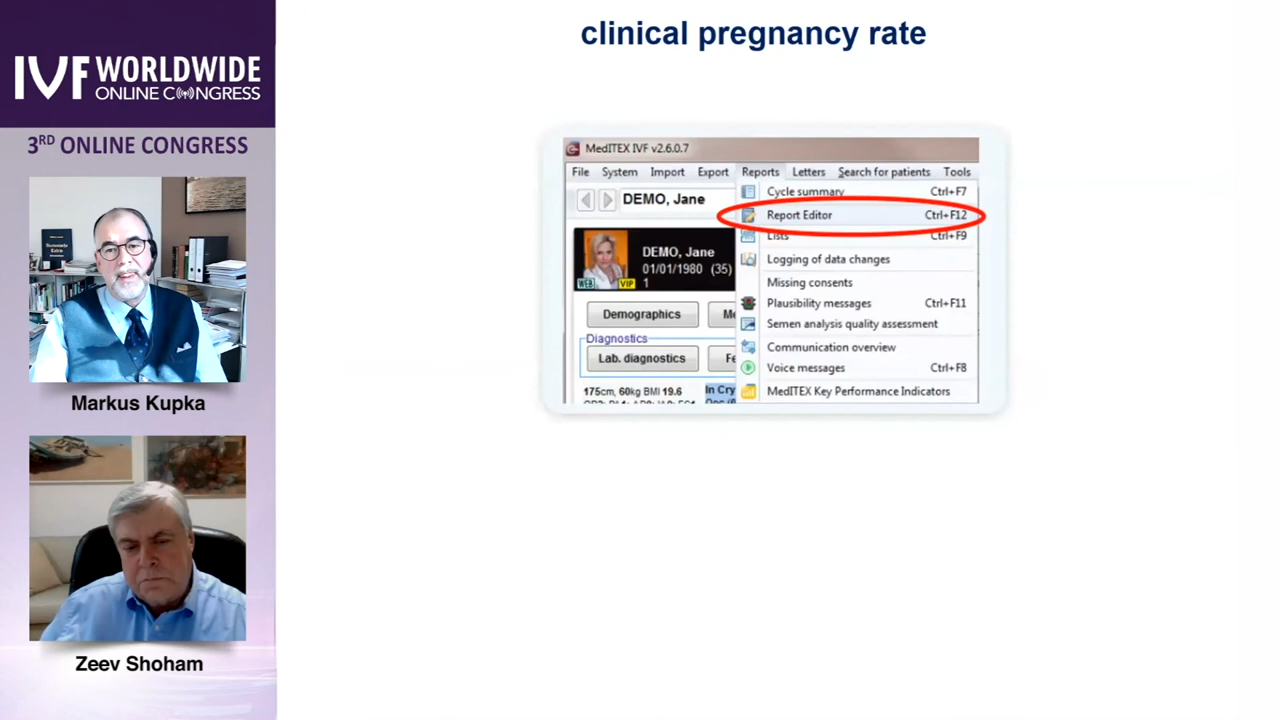 IVF WORLDWIDE
ONLINE CONGRESS
3RD ONLINE CONGRESS
Markus Kupka
Zeev Shoham
clinical pregnancy rate
MedITEX IVF v2.6.0.7
File System Import Export Reports Letters Search for patients Tools
DEMO, Jane
DEMO, Jane
01/01/1980 (35)
1
WEB VIP
Demographics
Diagnostics
Lab. diagnostics
175cm, 60kg BMI 19.6
In Cry
Cycle summary Ctrl+F7
Report Editor Ctrl+F12
Lists Ctrl+F9
Logging of data changes
Missing consents
Plausibility messages Ctrl+F11
Semen analysis quality assessment
Communication overview
Voice messages Ctrl+F8
MedITEX Key Performance Indicators